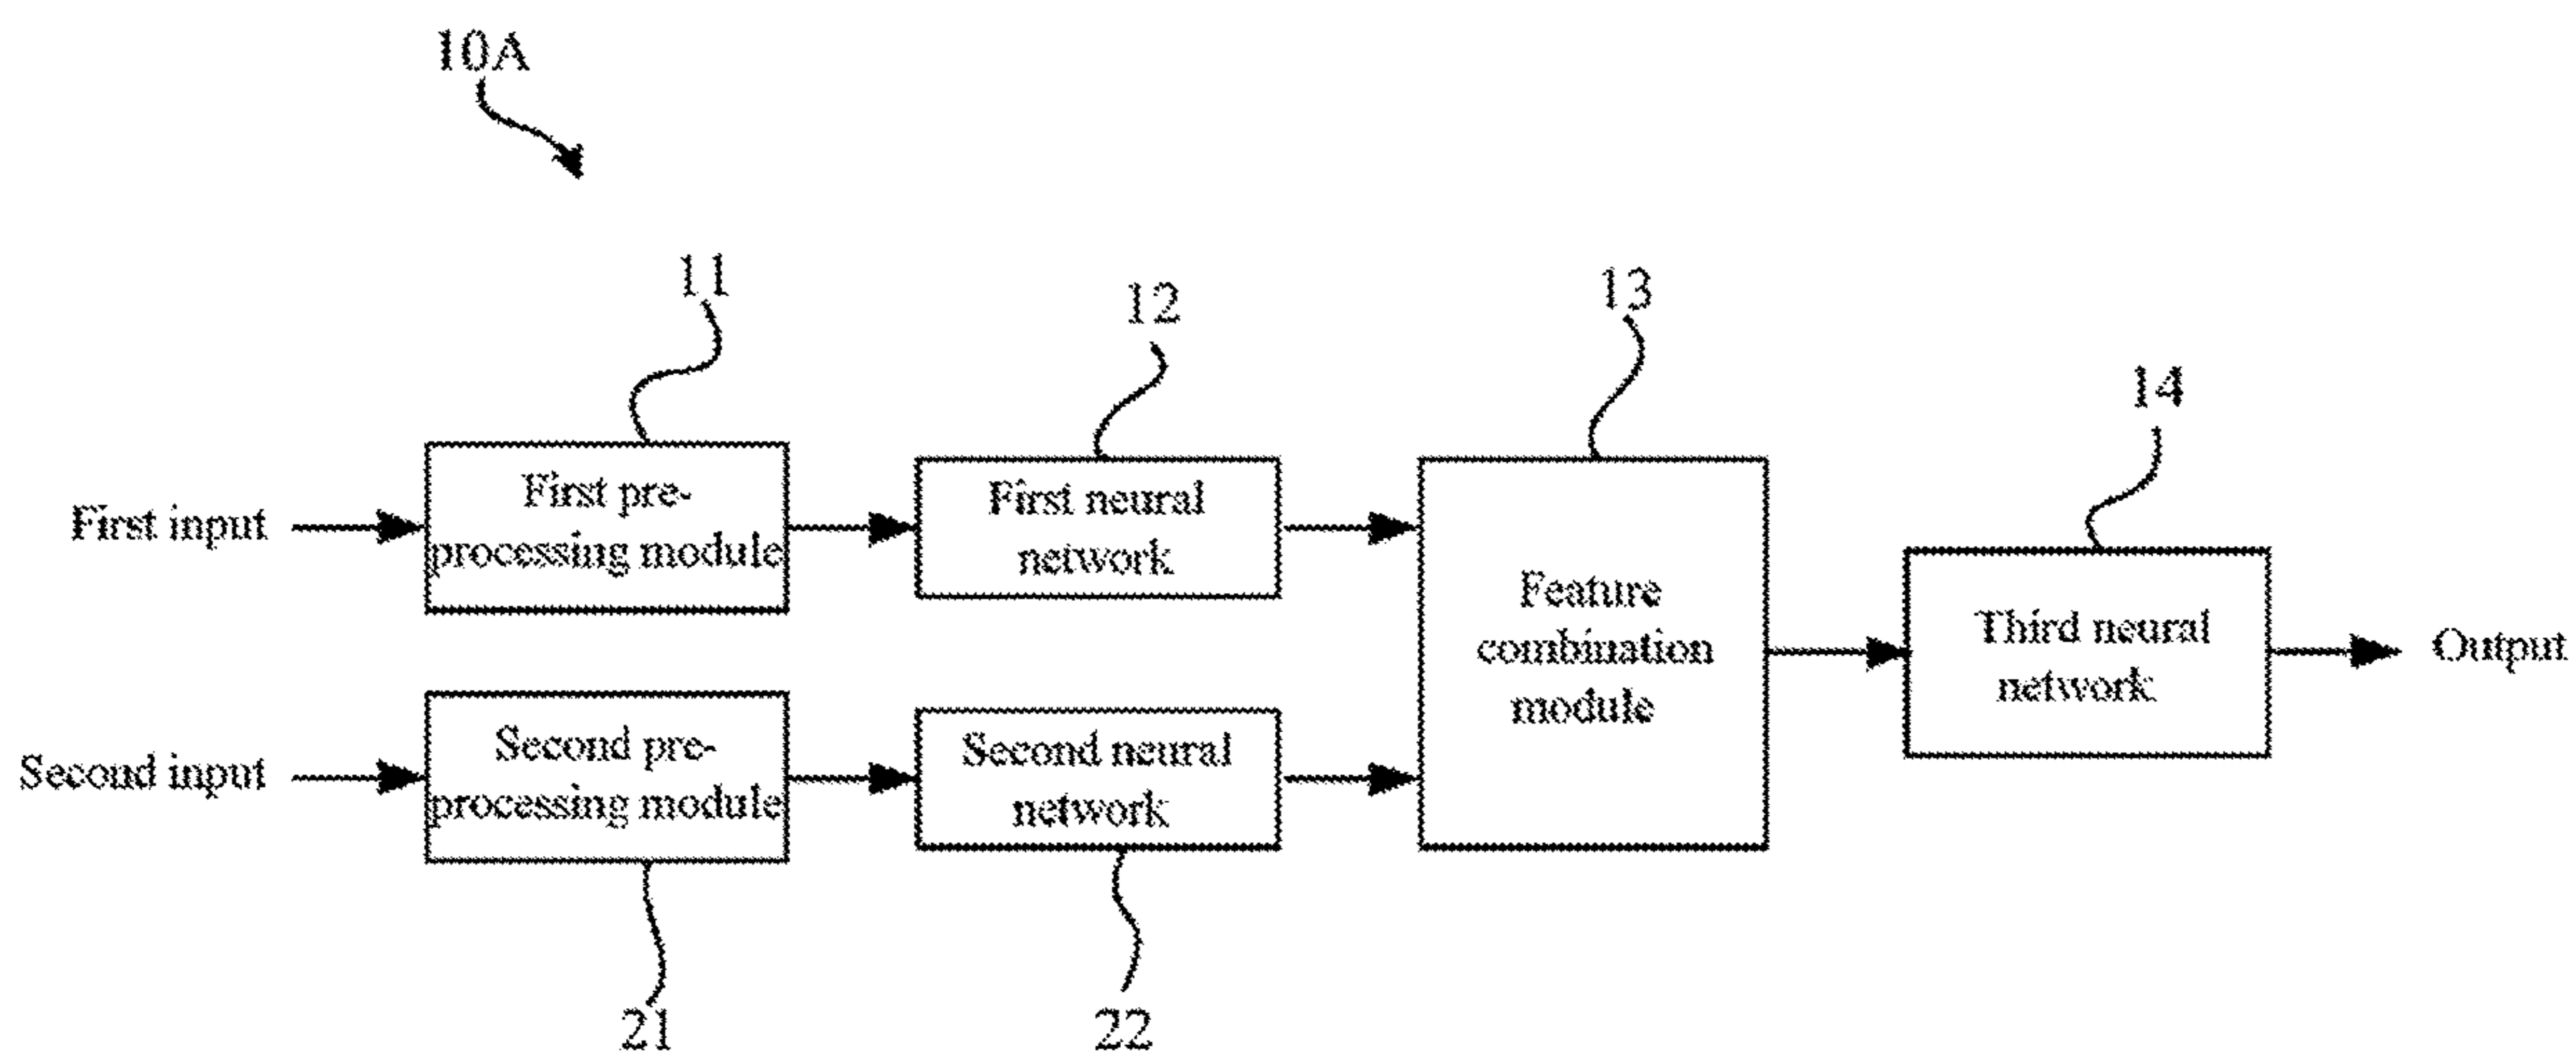 10A
11
12
13
14
First input
First pre-
processing module
First neural
network
Feature
combination
module
Third neural
network
Output
Second input
Second pre-
processing module
Second neural
network
21
22